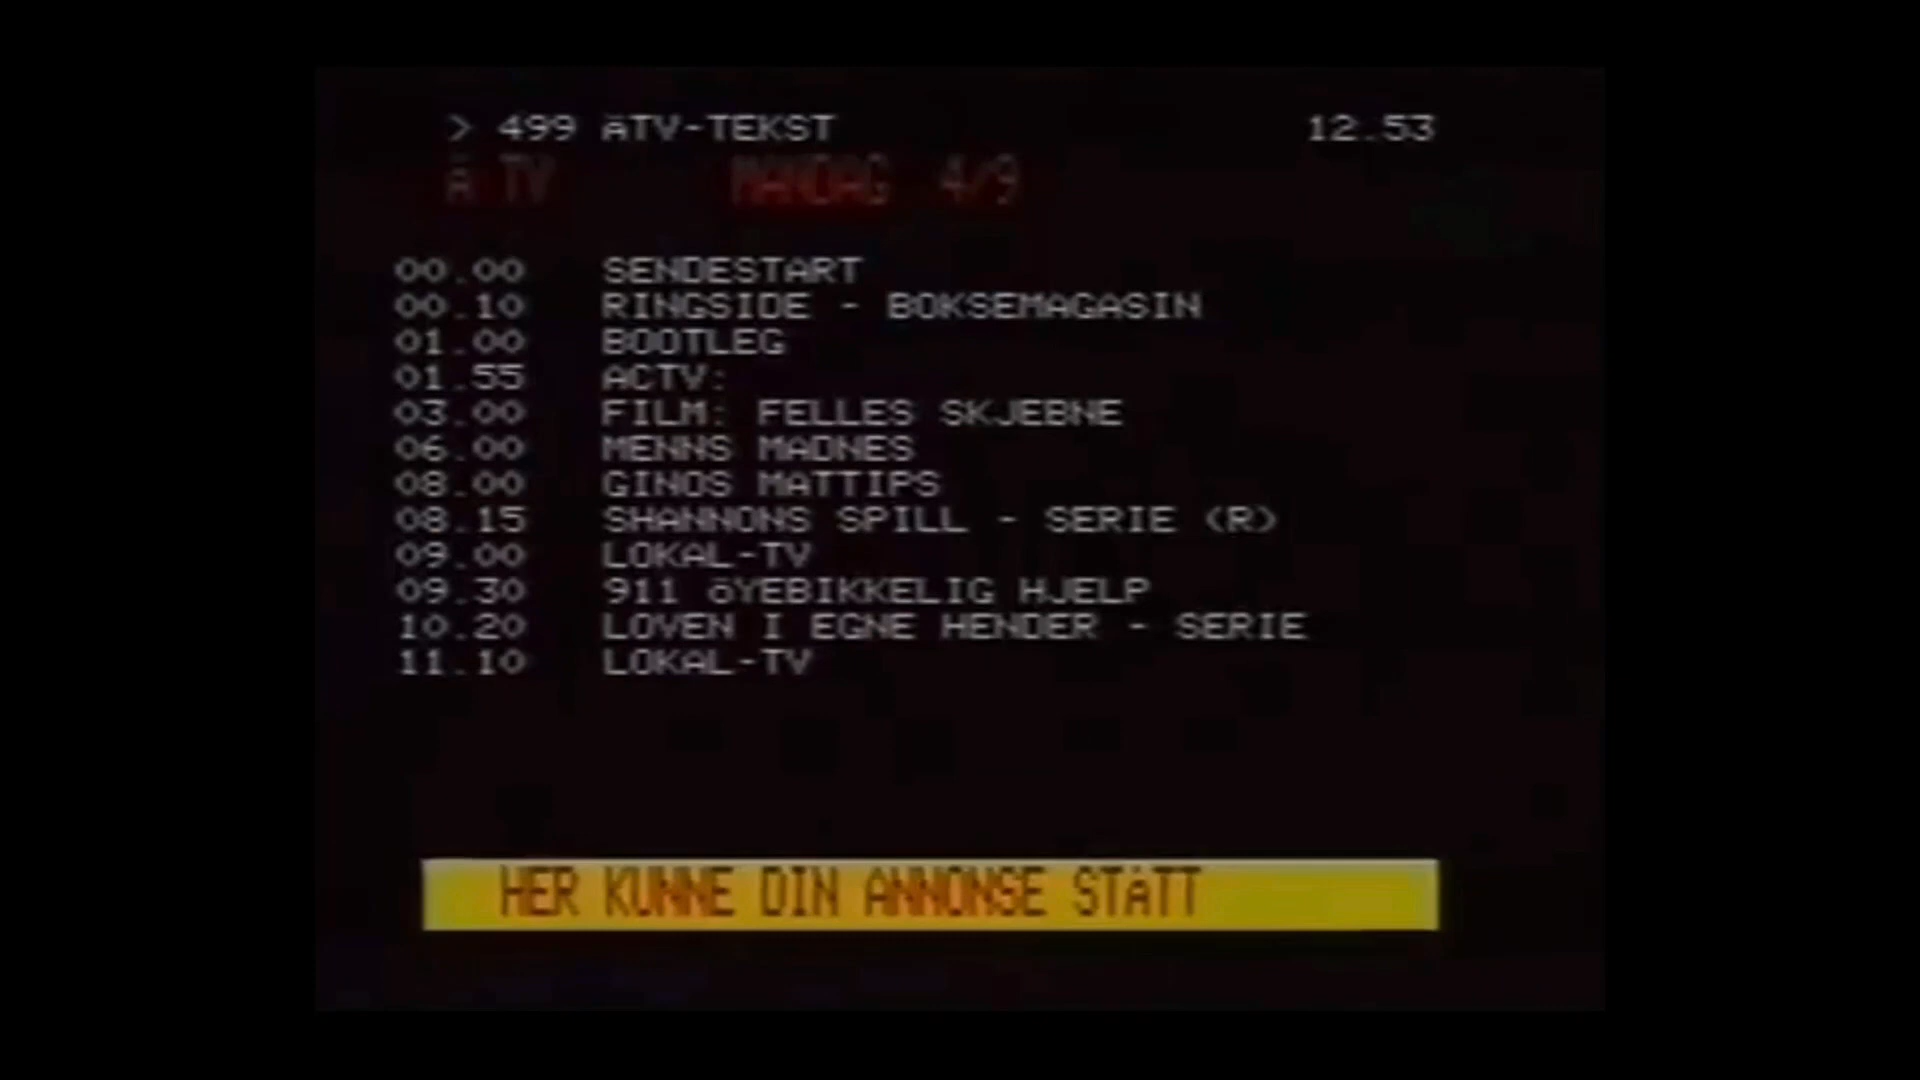 > 499 äTV-TEKST 12.53
ä TV MANDAG 4/9
00.00 SENDESTART
00.10 RINGSIDE - BOKSEMAGASIN
01.00 BOOTLEG
01.55 ACTV:
03.00 FILM: FELLES SKJEBNE
06.00 MENNS MADNES
08.00 GINOS MATTIPS
08.15 SHANNONS SPILL - SERIE (R)
09.00 LOKAL-TV
09.30 911 öYEBIKKELIG HJELP
10.20 LOVEN I EGNE HENDER - SERIE
11.10 LOKAL-TV
HER KUNNE DIN ANNONSE STåTT